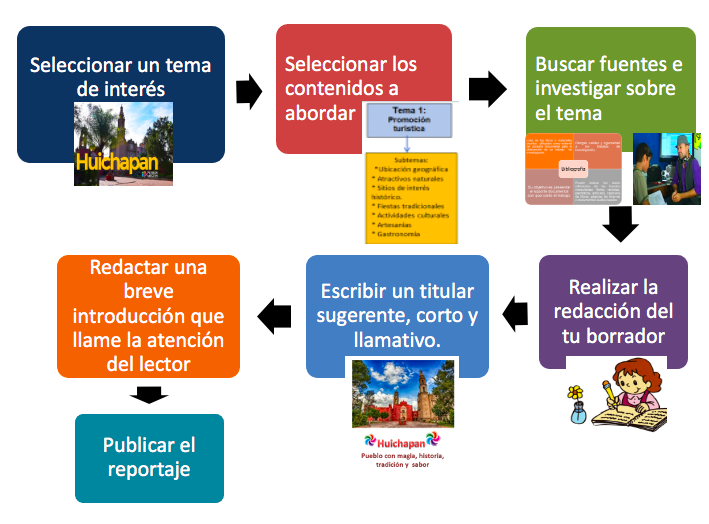 Seleccionar un tema
de interés
Huichapan
Seleccionar los
contenidos a
abordar
Tema 1:
Promoción
turistica
Subtemas:
*Ubicación geográfica
* Atractivos naturales
* Sitios de interés
histórico.
* Fiestas tradicionales
* Actividades culturales
* Artesanías
* Gastronomía
Buscar fuentes e
investigar sobre
el tema
Bibliografía
Realizar la
redacción del
tu borrador
Escribir un titular
sugerente, corto y
llamativo.
Huichapan
Pueblo con magia, historia,
tradición y sabor
Redactar una
breve
introducción que
llame la atención
del lector
Publicar el
reportaje